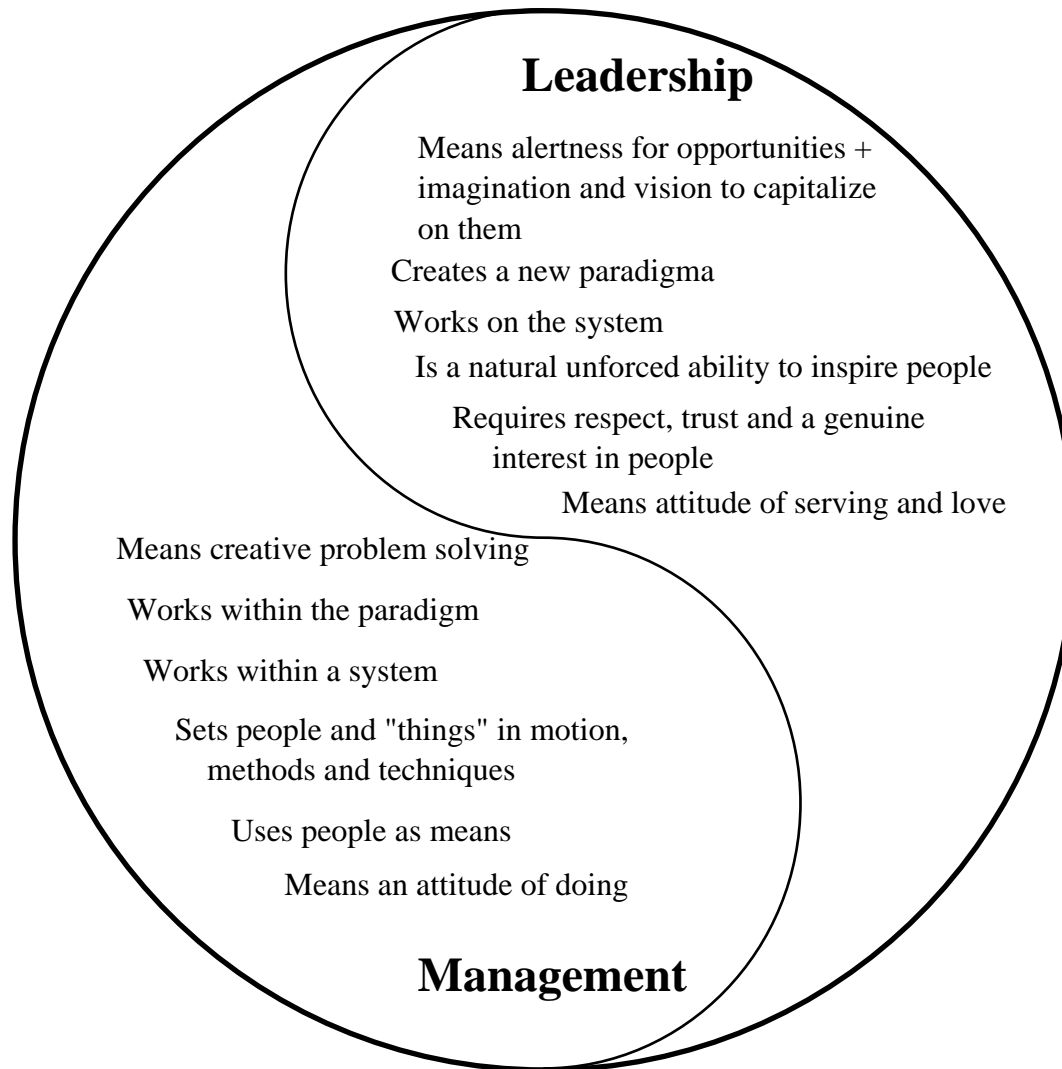 Leadership
Means alertness for opportunities +
imagination and vision to capitalize
on them
Creates a new paradigma
Works on the system
Is a natural unforced ability to inspire people
Requires respect, trust and a genuine
interest in people
Means attitude of serving and love
Means creative problem solving
Works within the paradigm
Works within a system
Sets people and "things" in motion,
methods and techniques
Uses people as means
Means an attitude of doing
Management